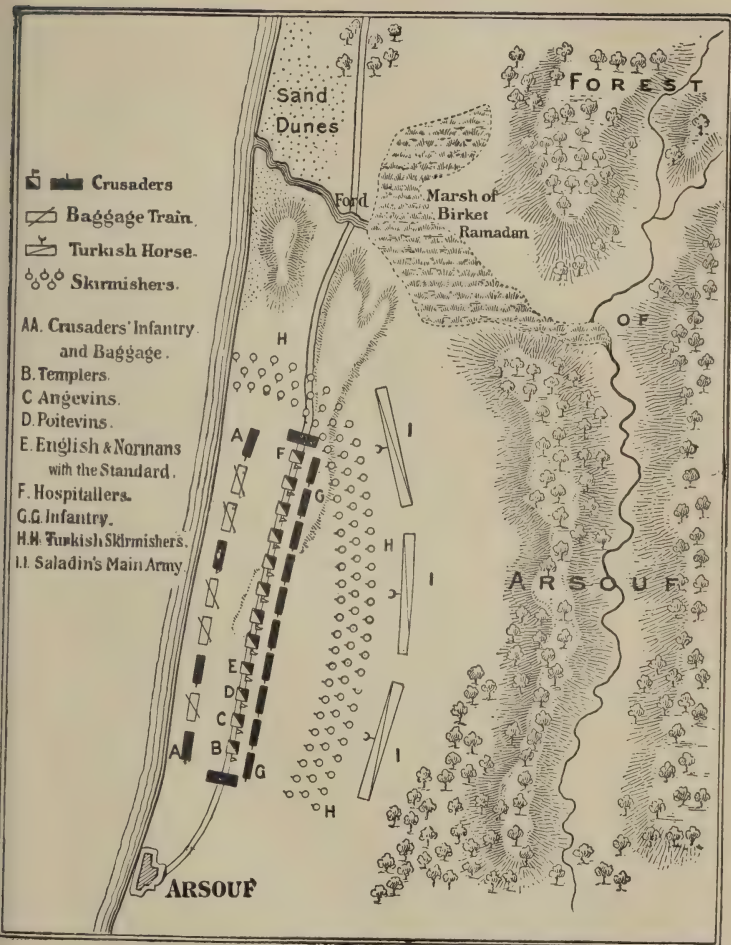 Sand
Dunes
FOREST
Crusaders
Baggage Train.
Turkish Horse.
Skirmishers.
AA. Crusaders' Infantry
and Baggage.
B. Templers.
C Angevins.
D. Poitevins.
E. English & Normans
with the Standard.
F. Hospitallers.
G.G. Infantry.
H.H. Turkish Skirmishers.
I.I. Saladin's Main Army.
Ford
Marsh of
Birket
Ramadan
OF
H
A
F
G
I
H
I
ARSOUF
E
D
C
B
A
G
I
H
ARSOUF